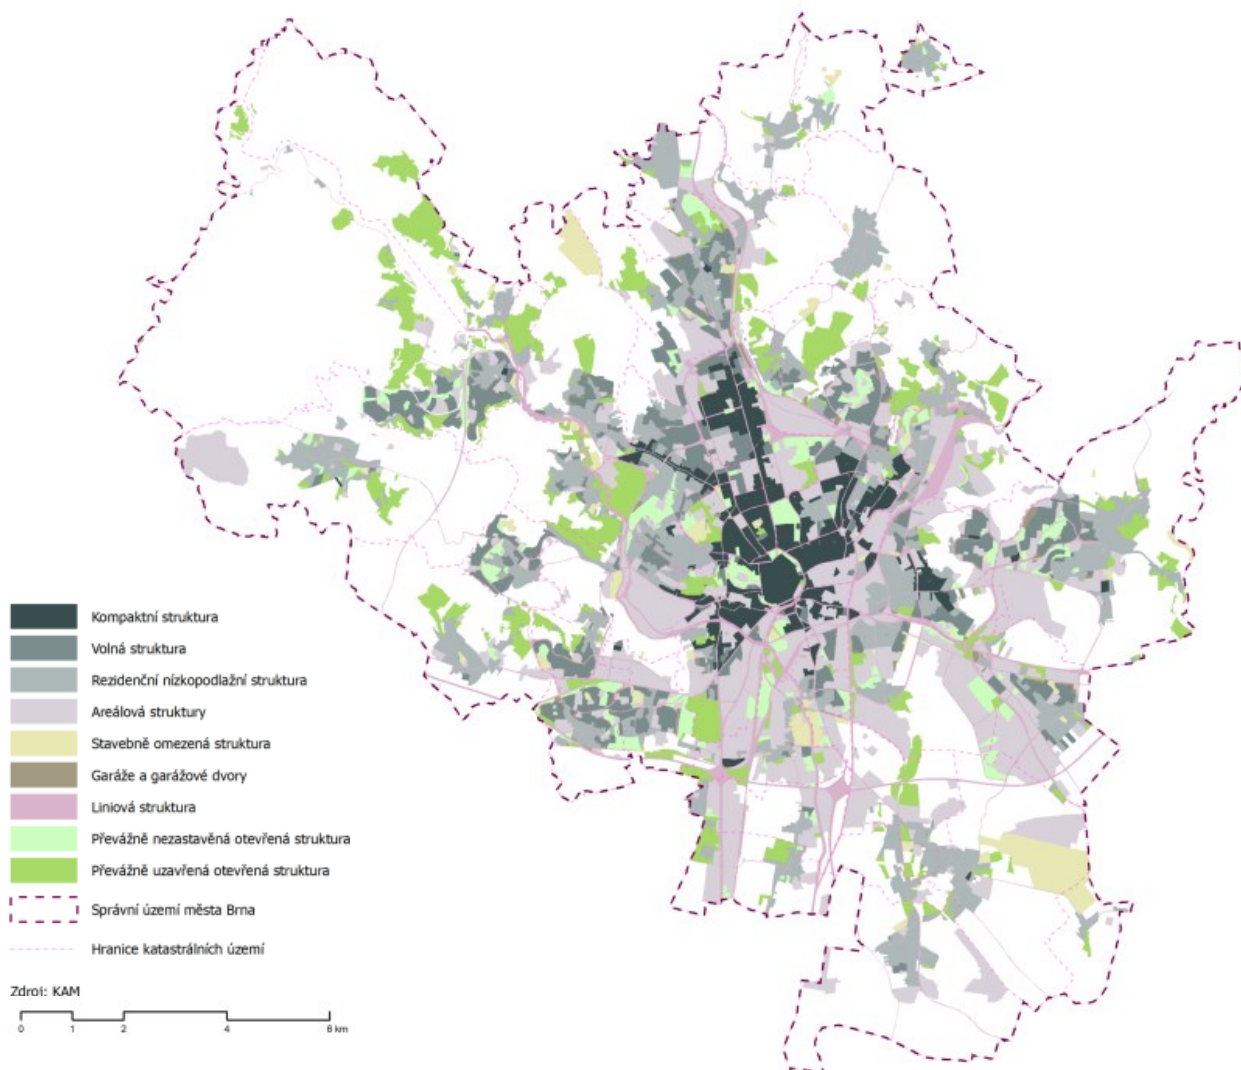 Kompaktní struktura
Volná struktura
Rezidenční nízkopodlažní struktura
Areálová struktury
Stavebně omezená struktura
Garáže a garážové dvory
Liniová struktura
Převážně nezastavěná otevřená struktura
Převážně uzavřená otevřená struktura
Správní území města Brna
Hranice katastrálních území
Zdroj: KAM
0 1 2 4 6 km